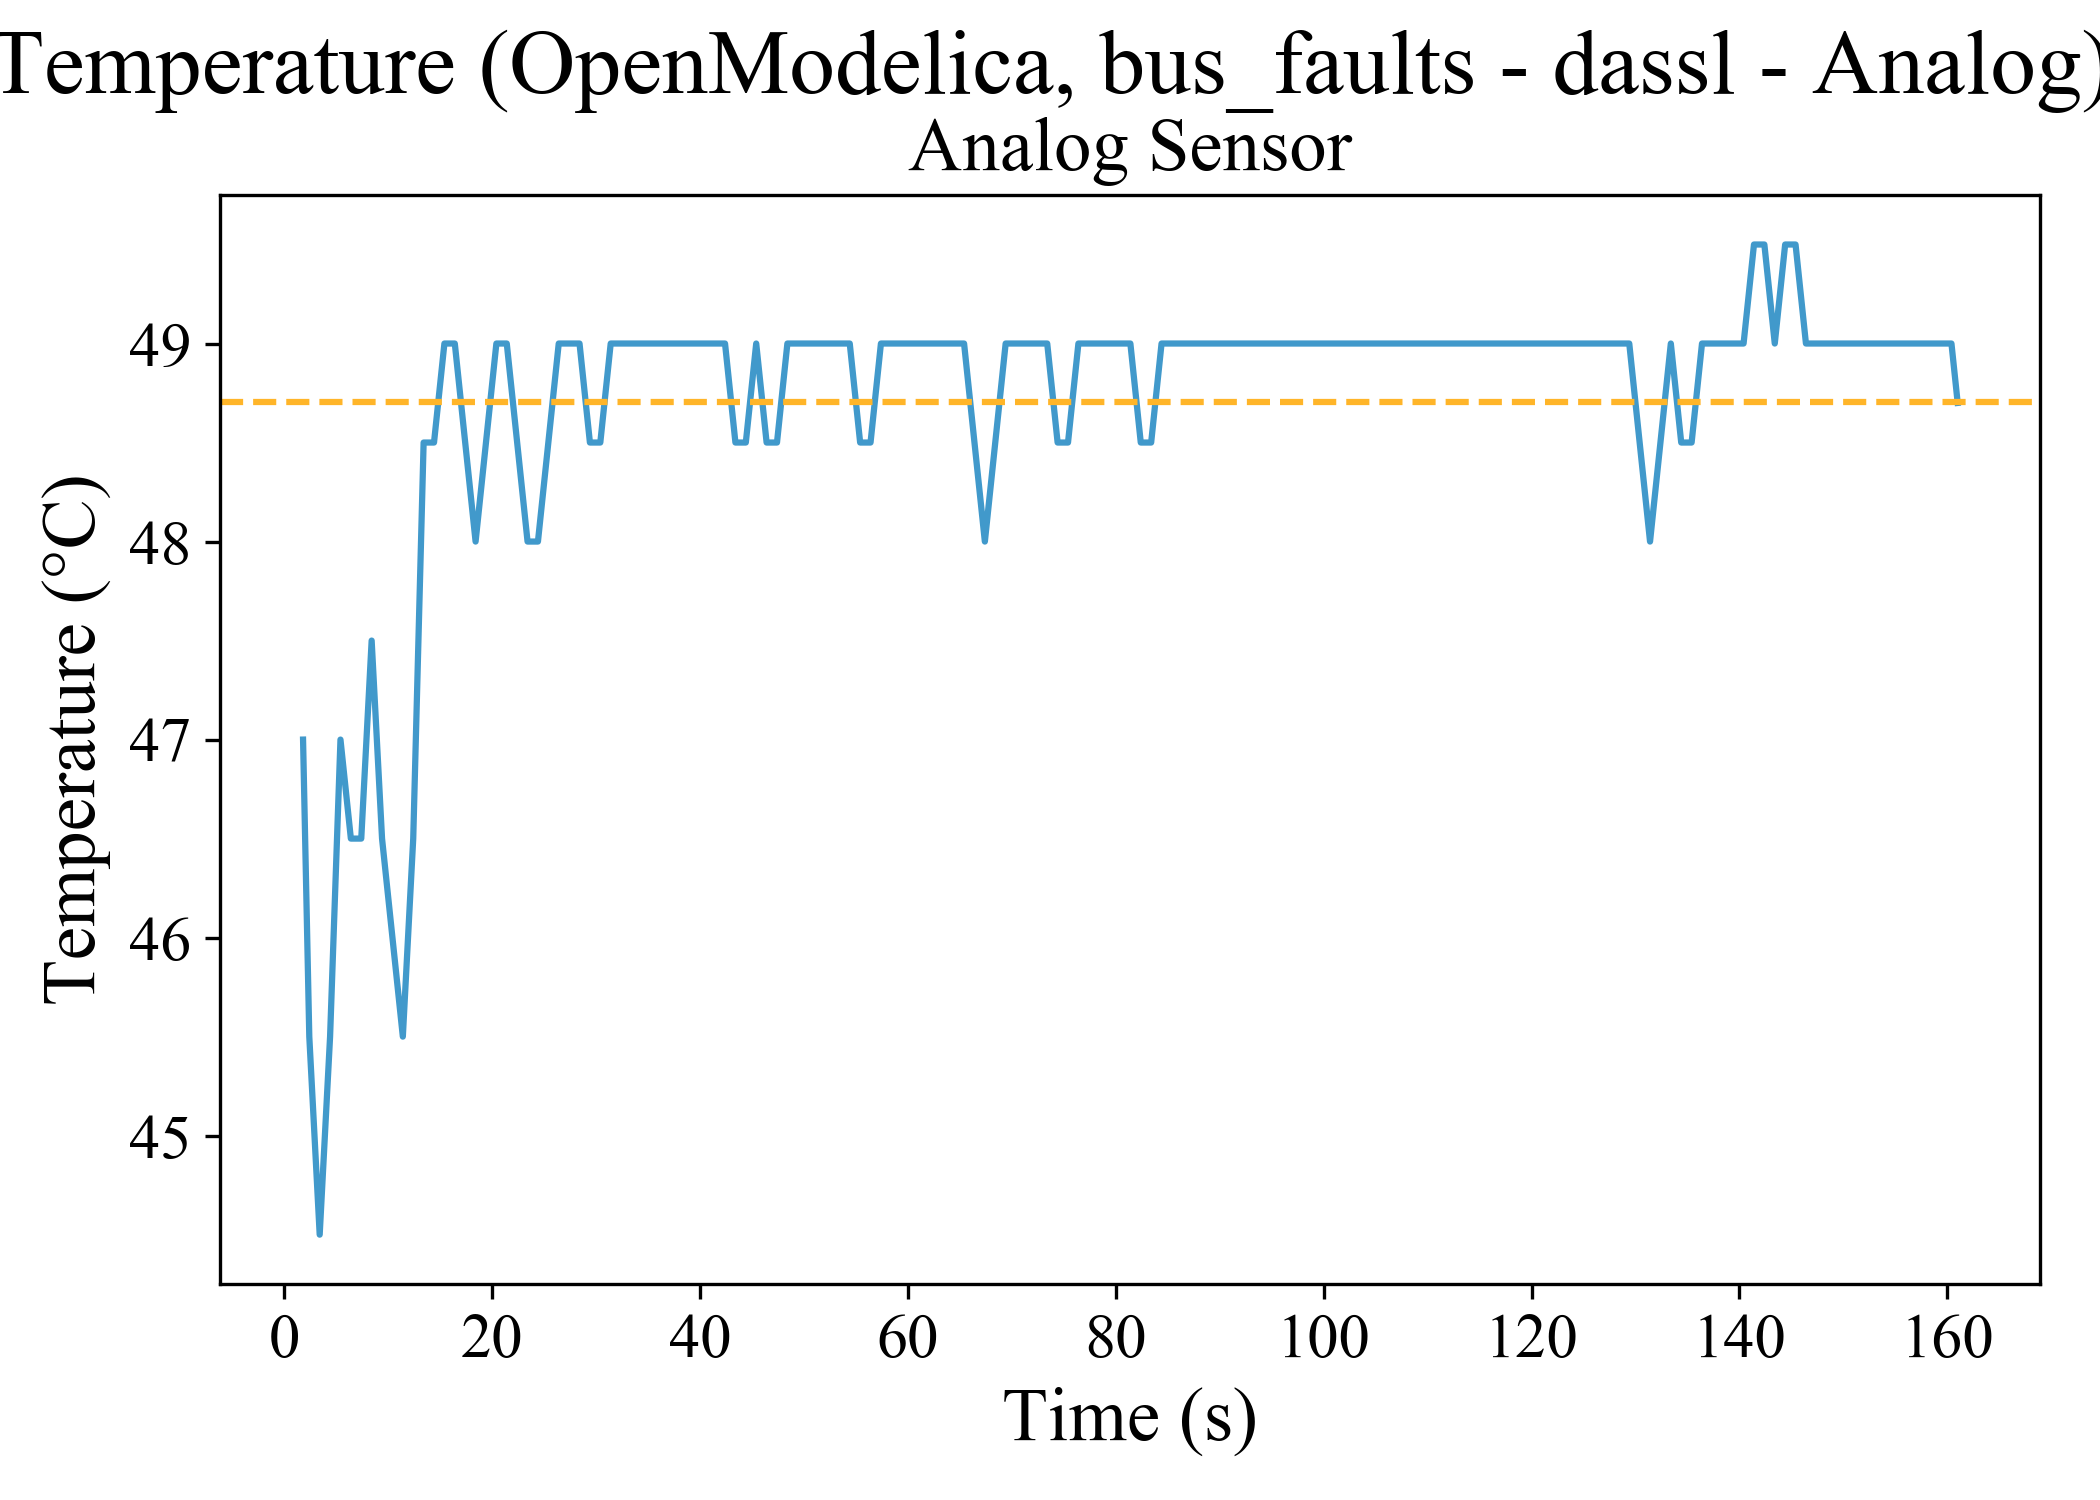 Temperature (OpenModelica, bus_faults - dassl - Analog)
Analog Sensor
49
48
47
46
45
Temperature (°C)
0 20 40 60 80 100 120 140 160
Time (s)